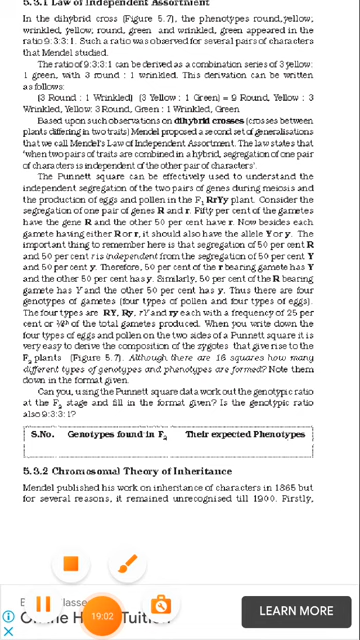 5.3.1 Law of Independent Assortment
In the dihybrid cross (Figure 5.7), the phenotypes round, yellow;
wrinkled, yellow; round, green and wrinkled, green appeared in the
ratio 9:3:3:1. Such a ratio was observed for several pairs of characters
that Mendel studied.
The ratio of 9:3:3:1 can be derived as a combination series of 3 yellow:
1 green, with 3 round : 1 wrinkled. This derivation can be written
as follows:
(3 Round : 1 Wrinkled) (3 Yellow : 1 Green) = 9 Round, Yellow : 3
Wrinkled, Yellow: 3 Round, Green : 1 Wrinkled, Green
Based upon such observations on dihybrid crosses (crosses between
plants differing in two traits) Mendel proposed a second set of generalisations
that we call Mendel's Law of Independent Assortment. The law states that
'when two pairs of traits are combined in a hybrid, segregation of one pair
of characters is independent of the other pair of characters'.
The Punnett square can be effectively used to understand the
independent segregation of the two pairs of genes during meiosis and
the production of eggs and pollen in the F1 RrYy plant. Consider the
segregation of one pair of genes R and r. Fifty per cent of the gametes
have the gene R and the other 50 per cent have r. Now besides each
gamete having either R or r, it should also have the allele Y or y. The
important thing to remember here is that segregation of 50 per cent R
and 50 per cent r is independent from the segregation of 50 per cent Y
and 50 per cent y. Therefore, 50 per cent of the r bearing gametes has Y
and the other 50 per cent has y. Similarly, 50 per cent of the R bearing
gametes has Y and the other 50 per cent has y. Thus there are four
genotypes of gametes (four types of pollen and four types of eggs).
The four types are RY, Ry, rY and ry each with a frequency of 25 per
cent or ¼th of the total gametes produced. When you write down the
four types of eggs and pollen on the two sides of a Punnett square it is
very easy to derive the composition of the zygotes that give rise to the
F2 plants (Figure 5.7). Although there are 16 squares how many
different types of genotypes and phenotypes are formed? Note them
down in the format given.
Can you, using the Punnett square data work out the genotypic ratio
at the F2 stage and fill in the format given? Is the genotypic ratio
also 9:3:3:1?
S.No. Genotypes found in F2 Their expected Phenotypes
5.3.2 Chromosomal Theory of Inheritance
Mendel published his work on inheritance of characters in 1865 but
for several reasons, it remained unrecognised till 1900. Firstly,
19:02
Tuition
LEARN MORE